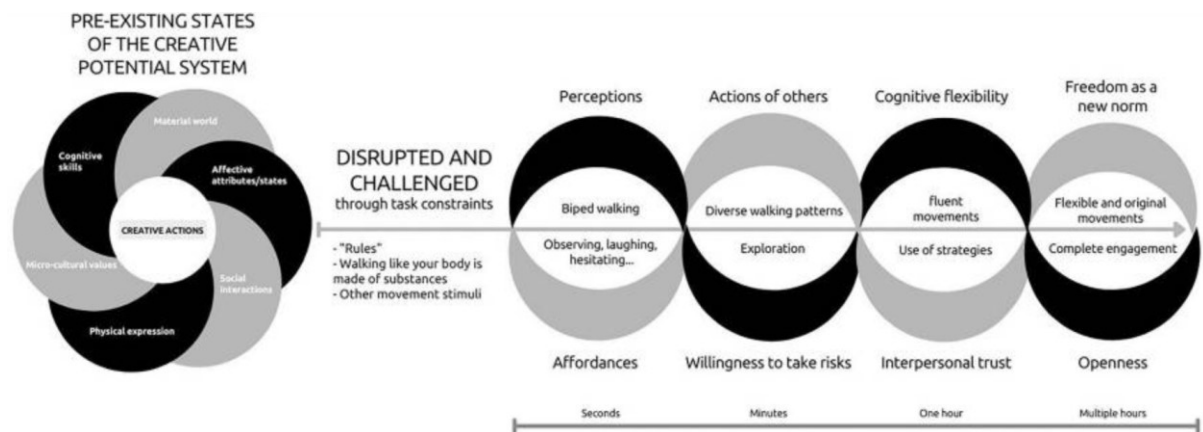 PRE-EXISTING STATES
OF THE CREATIVE
POTENTIAL SYSTEM
Material world
Cognitive
skills
Affective
attributes/states
CREATIVE ACTIONS
Micro-cultural values
Social
interactions
Physical expression
DISRUPTED AND
CHALLENGED
through task constraints
- "Rules"
- Walking like your body is
made of substances
- Other movement stimuli
Perceptions
Biped walking
Observing, laughing,
hesitating...
Affordances
Actions of others
Diverse walking patterns
Exploration
Willingness to take risks
Cognitive flexibility
fluent
movements
Use of strategies
Interpersonal trust
Freedom as a
new norm
Flexible and original
movements
Complete engagement
Openness
Seconds
Minutes
One hour
Multiple hours